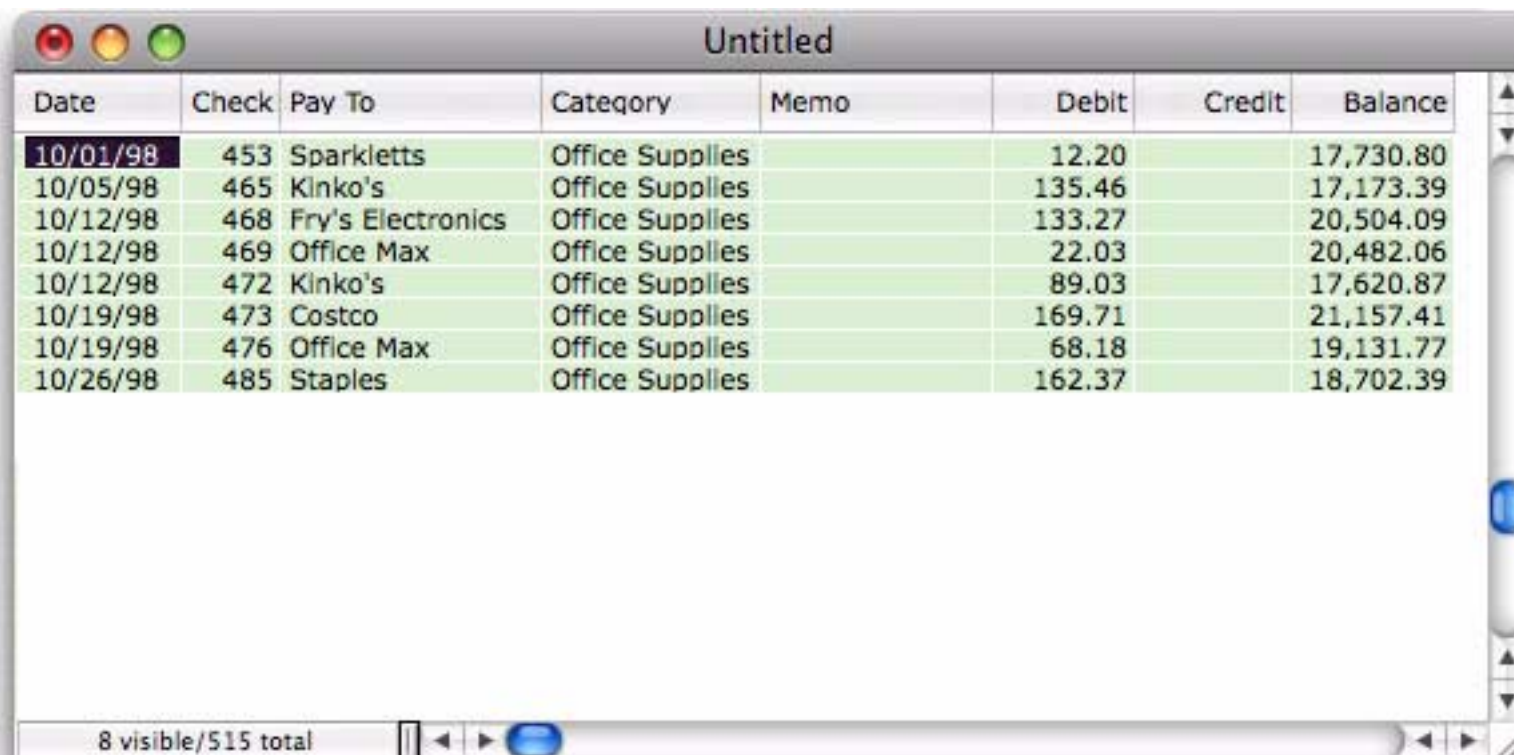 Untitled
Date Check Pay To Category Memo Debit Credit Balance
10/01/98 453 Sparkletts Office Supplies 12.20 17,730.80
10/05/98 465 Kinko's Office Supplies 135.46 17,173.39
10/12/98 468 Fry's Electronics Office Supplies 133.27 20,504.09
10/12/98 469 Office Max Office Supplies 22.03 20,482.06
10/12/98 472 Kinko's Office Supplies 89.03 17,620.87
10/19/98 473 Costco Office Supplies 169.71 21,157.41
10/19/98 476 Office Max Office Supplies 68.18 19,131.77
10/26/98 485 Staples Office Supplies 162.37 18,702.39
8 visible/515 total